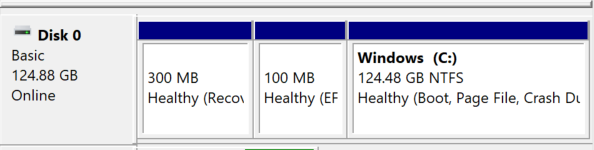 Disk 0
Basic
124.88 GB
Online
300 MB
Healthy (Recov
100 MB
Healthy (EF
Windows (C:)
124.48 GB NTFS
Healthy (Boot, Page File, Crash Du